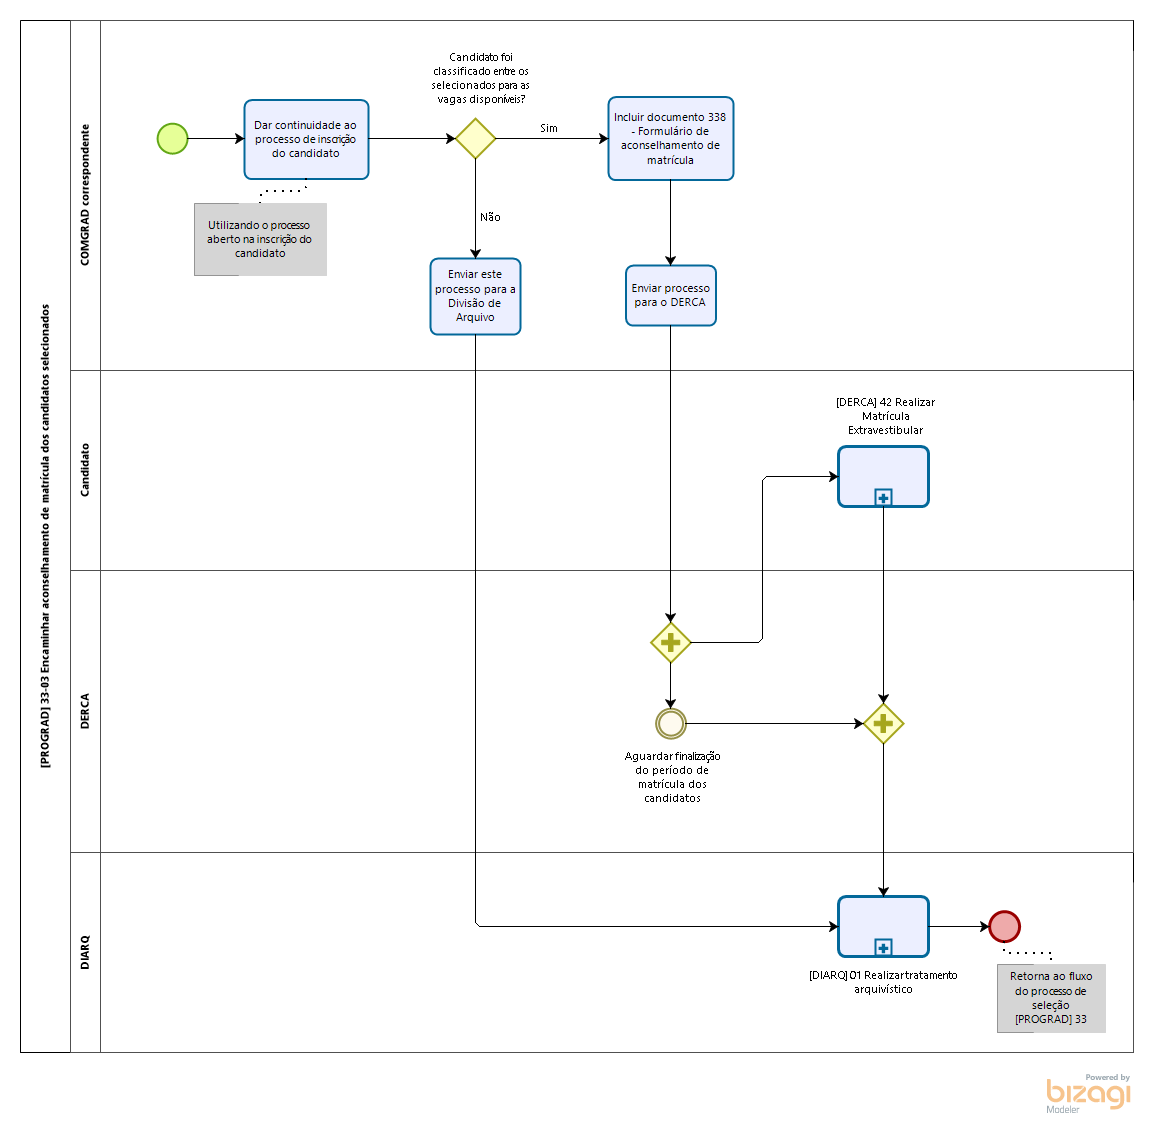 [PROGRAD] 33-03 Encaminhar aconselhamento de matrícula dos candidatos selecionados
COMGRAD correspondente
Candidato foi
classificado entre os
selecionados para as
vagas disponíveis?
Dar continuidade ao
processo de inscrição
do candidato
Sim
Incluir documento 338
- Formulário de
aconselhamento de
matrícula
Utilizando o processo
aberto na inscrição do
candidato
Não
Enviar este
processo para a
Divisão de
Arquivo
Enviar processo
para o DERCA
Candidato
[DERCA] 42 Realizar
Matrícula
Extravestibular
DERCA
Aguardar finalização
do período de
matrícula dos
candidatos
DIARQ
[DIARQ] 01 Realizar tratamento
arquivístico
Retorna ao fluxo
do processo de
seleção
[PROGRAD] 33
Powered by
bizagi
Modeler